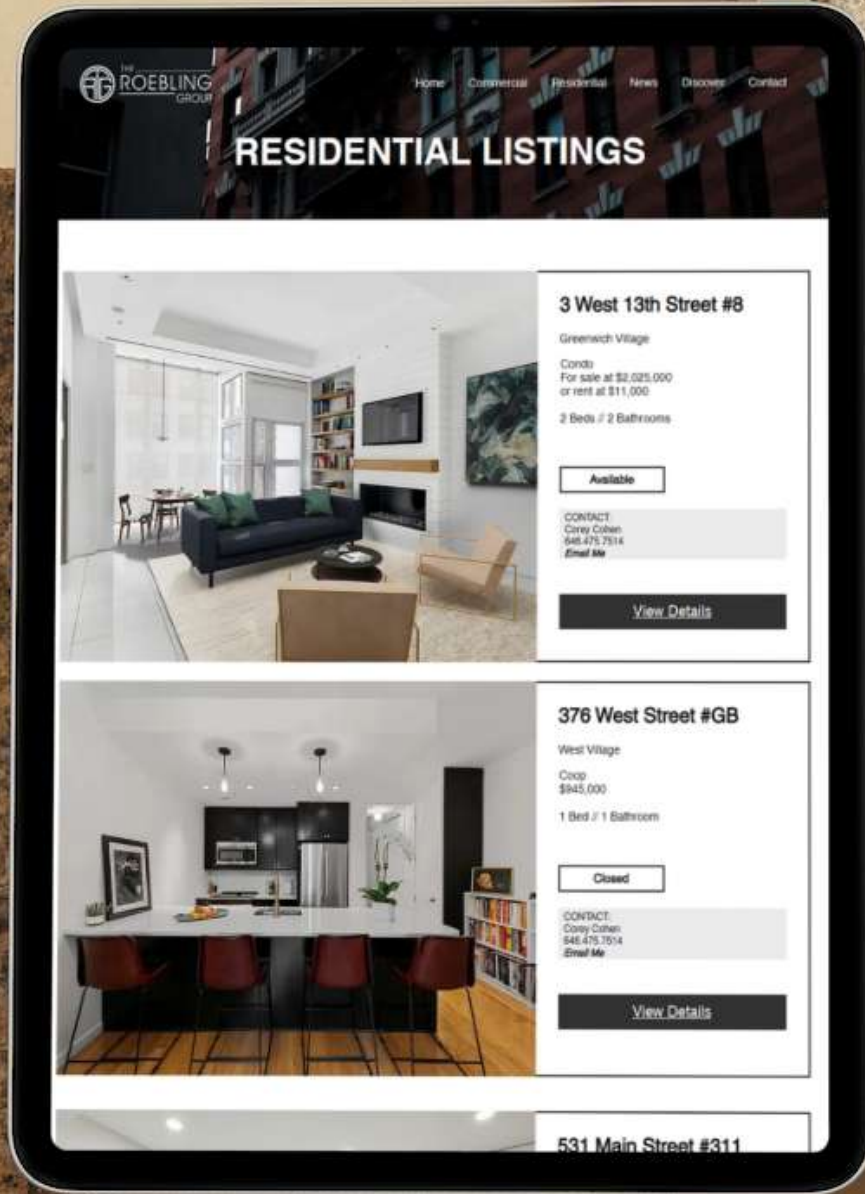 THE
ROEBLING
GROUP
Home Commercial Residential News Discover Contact
RESIDENTIAL LISTINGS
3 West 13th Street #8
Greenwich Village
Condo
For sale at $2,025,000
or rent at $11,000
2 Beds // 2 Bathrooms
Available
CONTACT:
Corey Cohen
646.475.7514
Email Me
View Details
376 West Street #GB
West Village
Coop
$945,000
1 Bed // 1 Bathroom
Closed
CONTACT:
Corey Cohen
646.475.7514
Email Me
View Details
531 Main Street #311